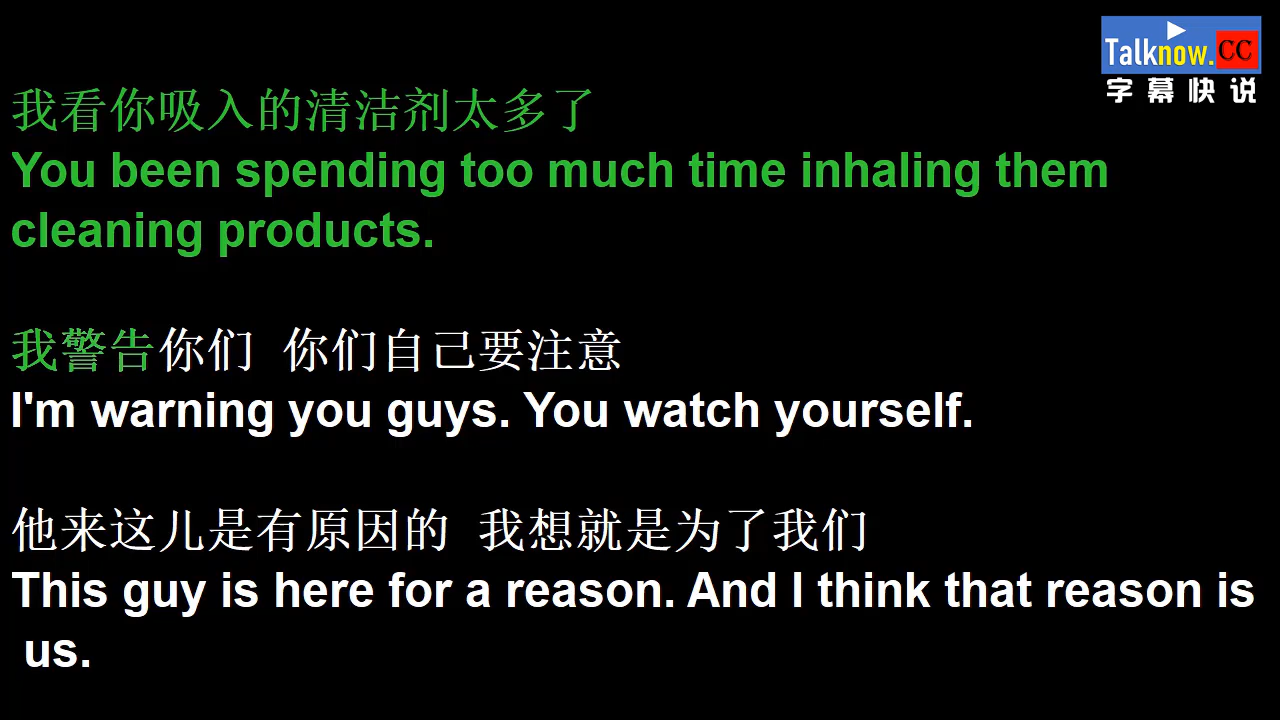 Talknow.CC
字幕快说
我看你吸入的清洁剂太多了
You been spending too much time inhaling them
cleaning products.
我警告你们 你们自己要注意
I'm warning you guys. You watch yourself.
他来这儿是有原因的 我想就是为了我们
This guy is here for a reason. And I think that reason is
us.